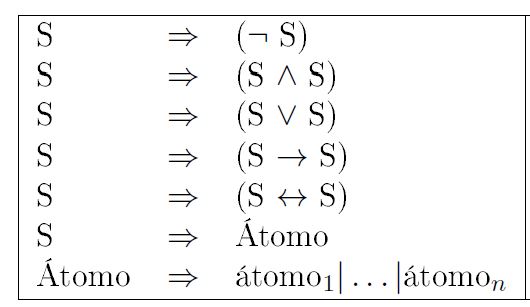 S ⇒ (¬ S)
S ⇒ (S ∧ S)
S ⇒ (S ∨ S)
S ⇒ (S → S)
S ⇒ (S ↔ S)
S ⇒ Átomo
Átomo ⇒ átomo₁| … |átomoₙ